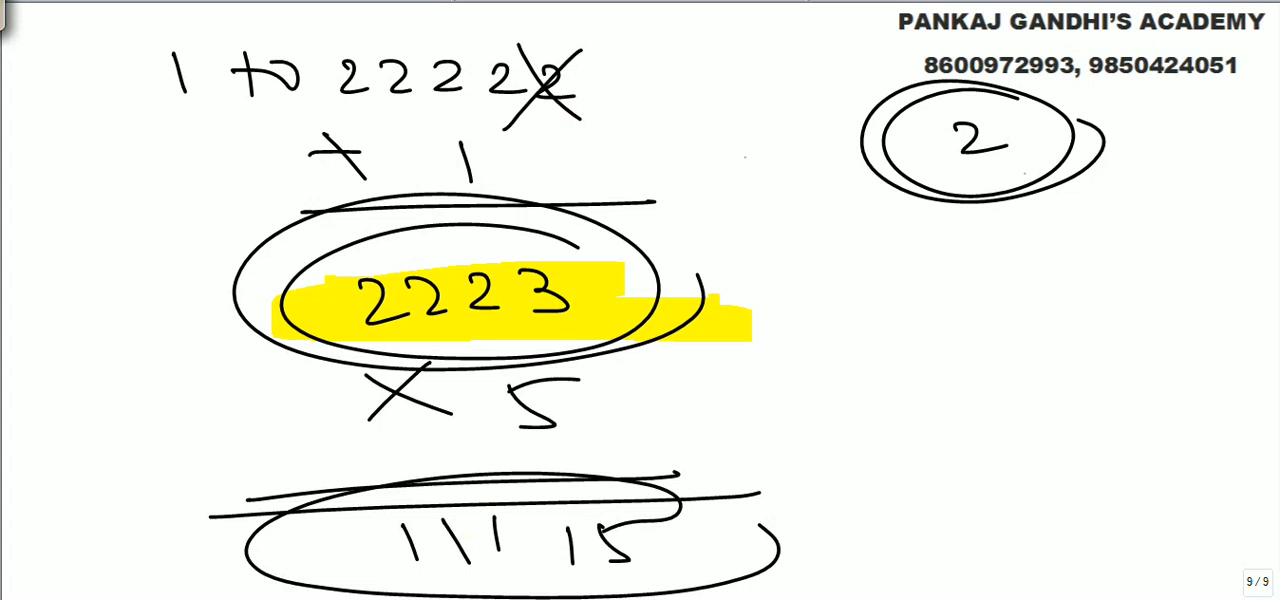 PANKAJ GANDHI'S ACADEMY
8600972993, 9850424051
1 to 22222
+ 1
2
2223
× 5
11115
9 / 9